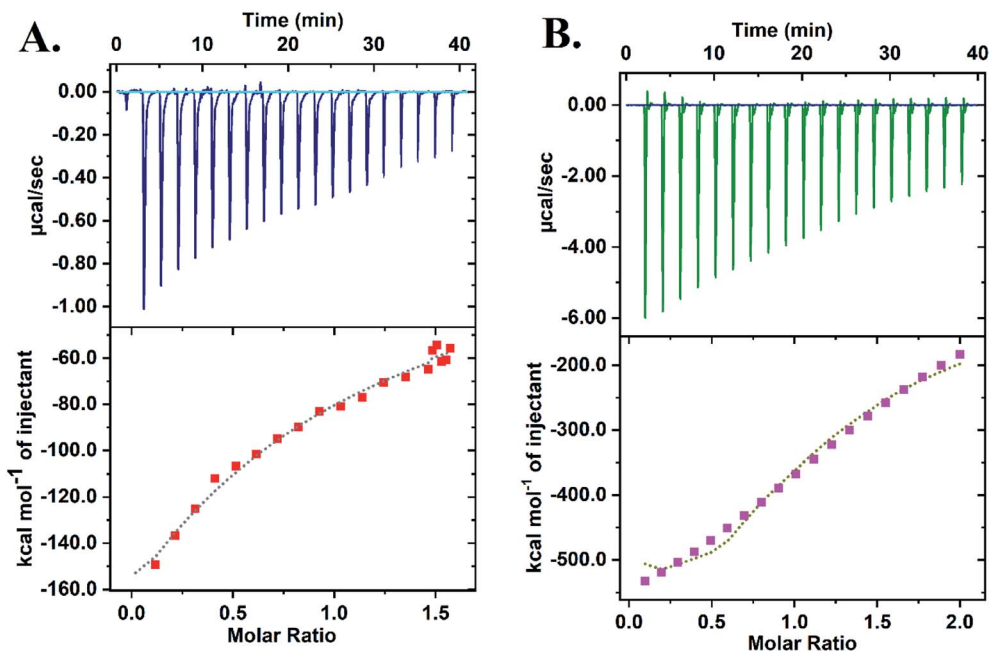 A.
Time (min)
0 10 20 30 40
0.00
-0.20
-0.40
-0.60
-0.80
-1.00
µcal/sec
-60.0
-80.0
-100.0
-120.0
-140.0
-160.0
kcal mol⁻¹ of injectant
0.0 0.5 1.0 1.5
Molar Ratio
B.
Time (min)
0 10 20 30 40
0.00
-2.00
-4.00
-6.00
µcal/sec
-200.0
-300.0
-400.0
-500.0
kcal mol⁻¹ of injectant
0.0 0.5 1.0 1.5 2.0
Molar Ratio